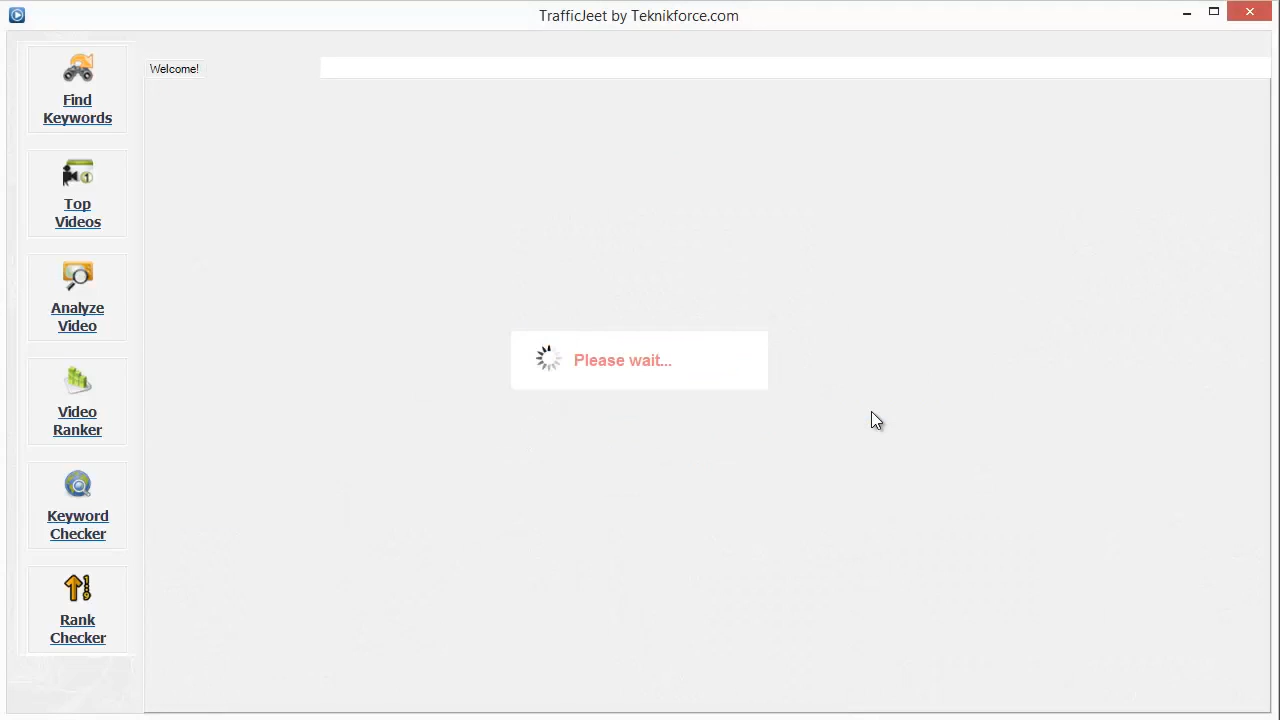 TrafficJeet by Teknikforce.com
Welcome!
Find
Keywords
Top
Videos
Analyze
Video
Video
Ranker
Keyword
Checker
Rank
Checker
Please wait...